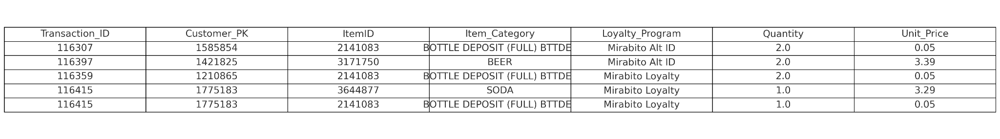 Transaction_ID Customer_PK ItemID Item_Category Loyalty_Program Quantity Unit_Price
116307 1585854 2141083 BOTTLE DEPOSIT (FULL) BTTDE Mirabito Alt ID 2.0 0.05
116397 1421825 3171750 BEER Mirabito Alt ID 2.0 3.39
116359 1210865 2141083 BOTTLE DEPOSIT (FULL) BTTDE Mirabito Loyalty 2.0 0.05
116415 1775183 3644877 SODA Mirabito Loyalty 1.0 3.29
116415 1775183 2141083 BOTTLE DEPOSIT (FULL) BTTDE Mirabito Loyalty 1.0 0.05